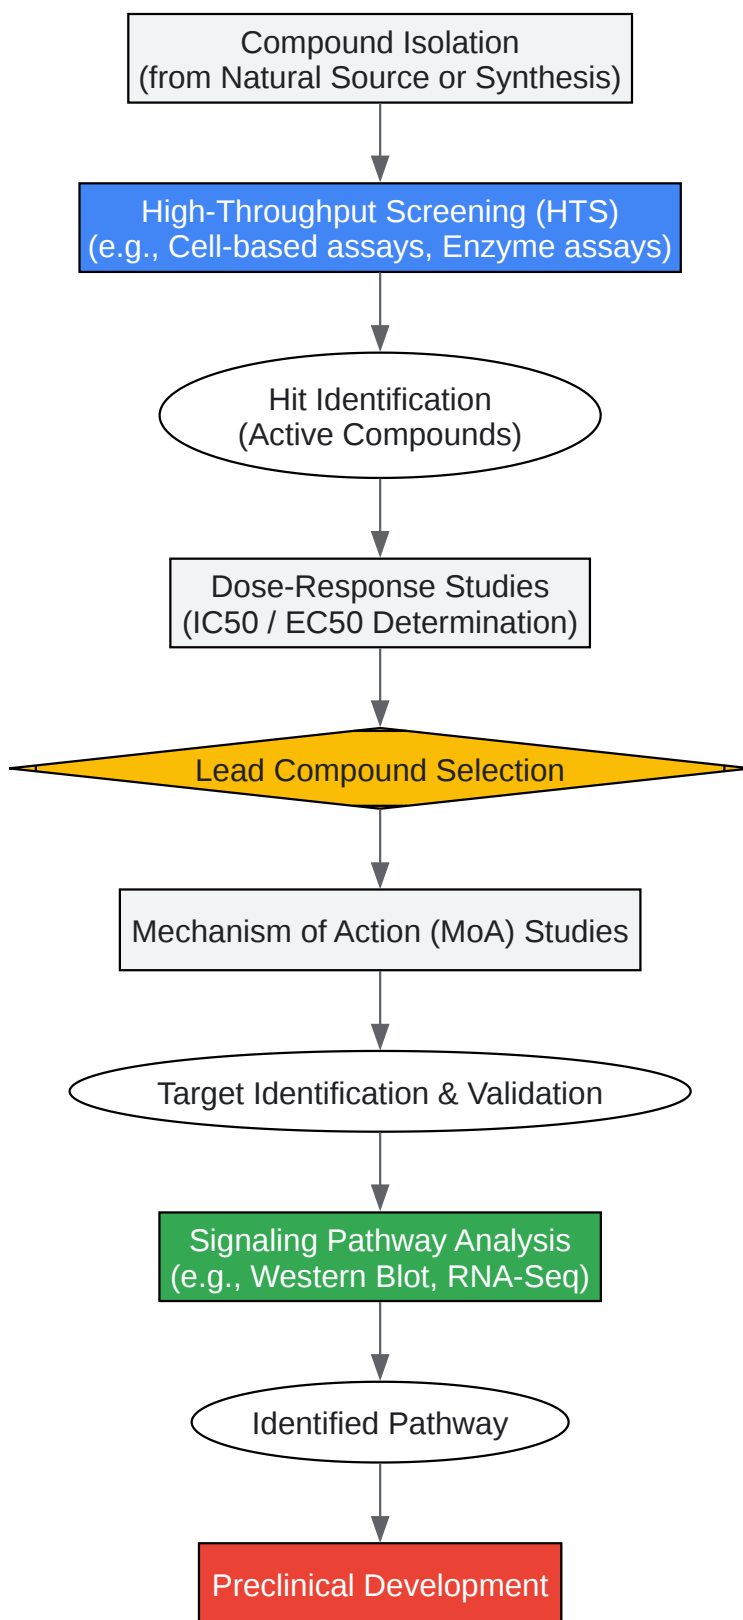 Compound Isolation
(from Natural Source or Synthesis)
High-Throughput Screening (HTS)
(e.g., Cell-based assays, Enzyme assays)
Hit Identification
(Active Compounds)
Dose-Response Studies
(IC50 / EC50 Determination)
Lead Compound Selection
Mechanism of Action (MoA) Studies
Target Identification & Validation
Signaling Pathway Analysis
(e.g., Western Blot, RNA-Seq)
Identified Pathway
Preclinical Development